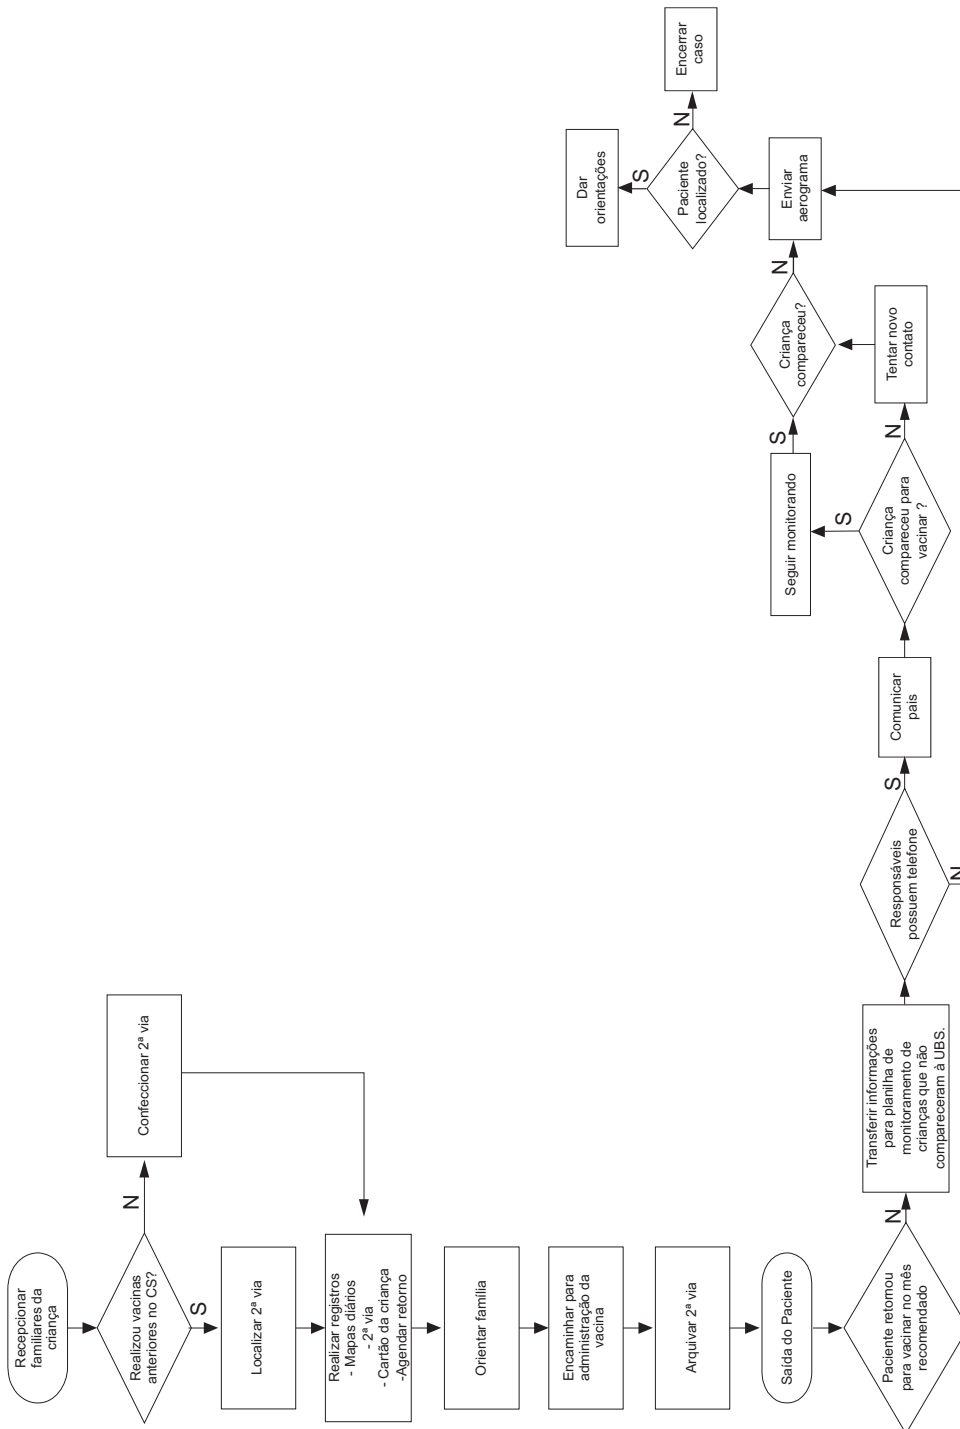 Recepcionar
familiares da
criança
Realizou vacinas
anteriores no CS?
N
Confeccionar 2ª via
S
Localizar 2ª via
Realizar registros
- Mapas diários
- 2ª via
- Cartão da criança
-Agendar retorno
Orientar família
Encaminhar para
administração da
vacina
Arquivar 2ª via
Saída do Paciente
Paciente retornou
para vacinar no mês
recomendado
N
Transferir informações
para planilha de
monitoramento de
crianças que não
compareceram à UBS.
Responsáveis
possuem telefone
N
S
Comunicar
pais
Criança
compareceu para
vacinar ?
S
Seguir monitorando
S
N
Tentar novo
contato
Criança
compareceu?
N
Enviar
aerograma
Paciente
localizado?
S
Dar
orientações
N
Encerrar
caso